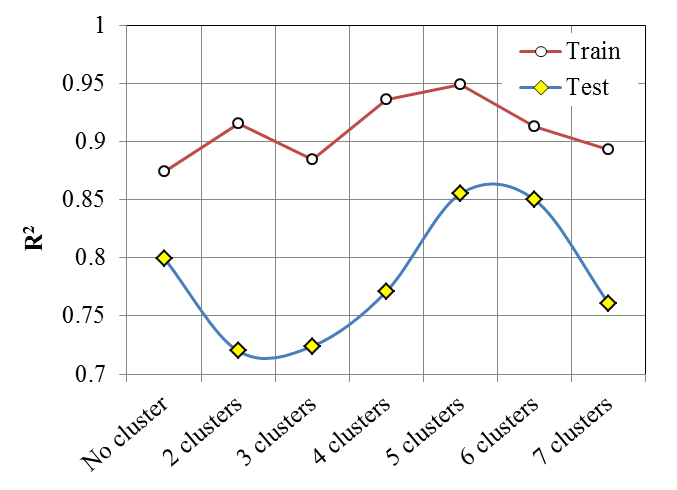 1
0.95
0.9
0.85
0.8
0.75
0.7
R²
Train
Test
No cluster
2 clusters
3 clusters
4 clusters
5 clusters
6 clusters
7 clusters